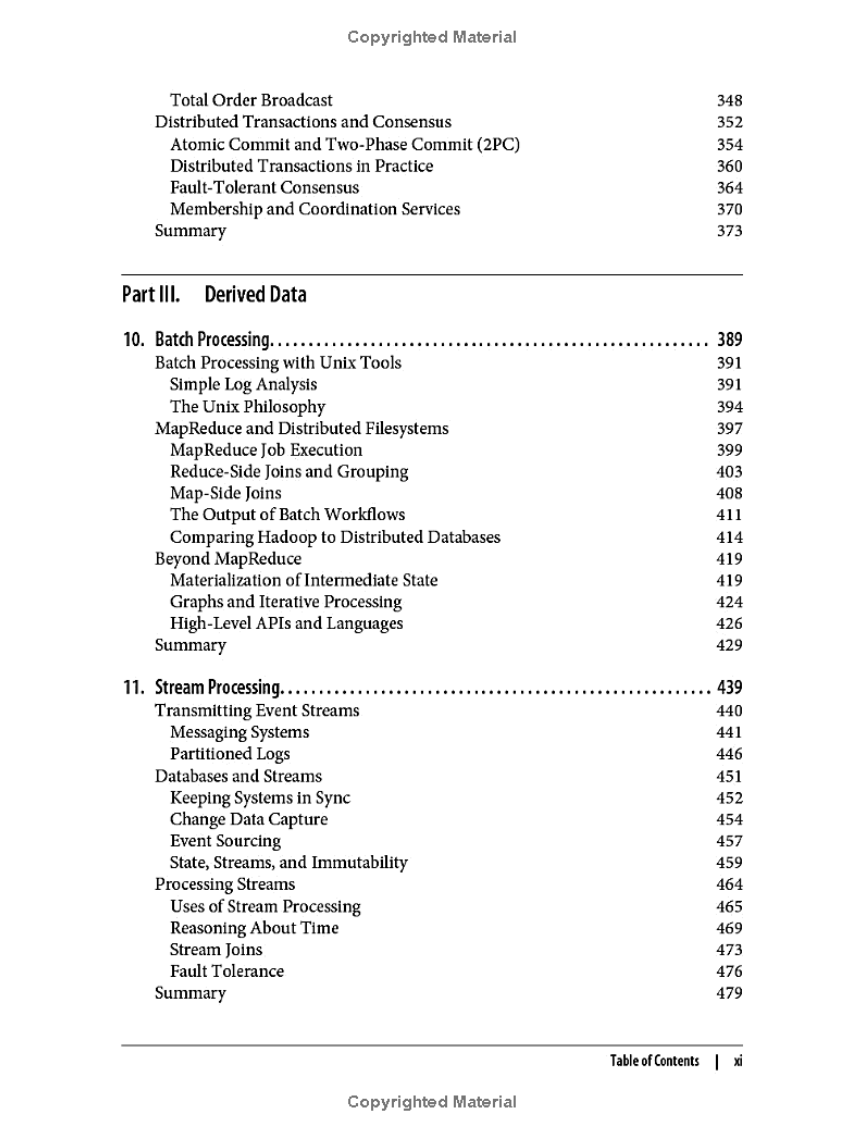 Copyrighted Material
Total Order Broadcast 348
Distributed Transactions and Consensus 352
Atomic Commit and Two-Phase Commit (2PC) 354
Distributed Transactions in Practice 360
Fault-Tolerant Consensus 364
Membership and Coordination Services 370
Summary 373
Part III. Derived Data
10. Batch Processing. . . . . . . . . . . . . . . . . . . . . . . . . . . . . . . . . . . . . . . . . . . . . . . . . . . . . . . . . 389
Batch Processing with Unix Tools 391
Simple Log Analysis 391
The Unix Philosophy 394
MapReduce and Distributed Filesystems 397
MapReduce Job Execution 399
Reduce-Side Joins and Grouping 403
Map-Side Joins 408
The Output of Batch Workflows 411
Comparing Hadoop to Distributed Databases 414
Beyond MapReduce 419
Materialization of Intermediate State 419
Graphs and Iterative Processing 424
High-Level APIs and Languages 426
Summary 429
11. Stream Processing. . . . . . . . . . . . . . . . . . . . . . . . . . . . . . . . . . . . . . . . . . . . . . . . . . . . . . . . 439
Transmitting Event Streams 440
Messaging Systems 441
Partitioned Logs 446
Databases and Streams 451
Keeping Systems in Sync 452
Change Data Capture 454
Event Sourcing 457
State, Streams, and Immutability 459
Processing Streams 464
Uses of Stream Processing 465
Reasoning About Time 469
Stream Joins 473
Fault Tolerance 476
Summary 479
Table of Contents | xi
Copyrighted Material